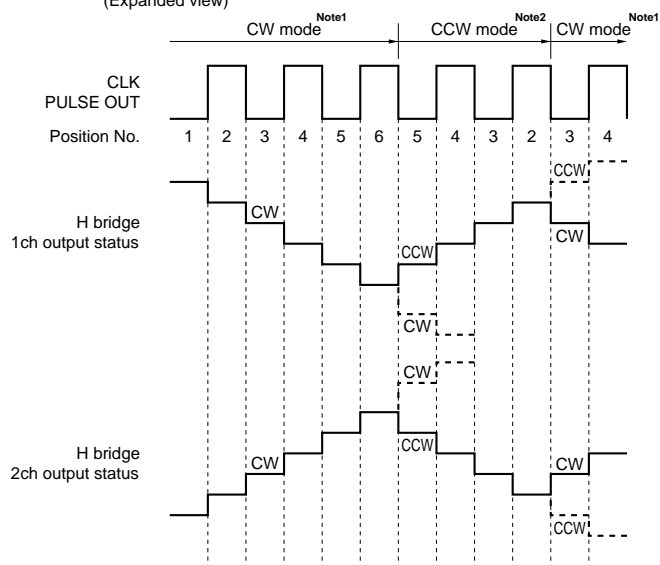 (Expanded view)
CW mode Note1
CCW mode Note2
CW mode Note1
CLK
PULSE OUT
Position No. 1 2 3 4 5 6 5 4 3 2 3 4
CCW
CW
H bridge
1ch output status
CCW
CW
CW
CW
H bridge
2ch output status
CW
CCW
CW
CCW